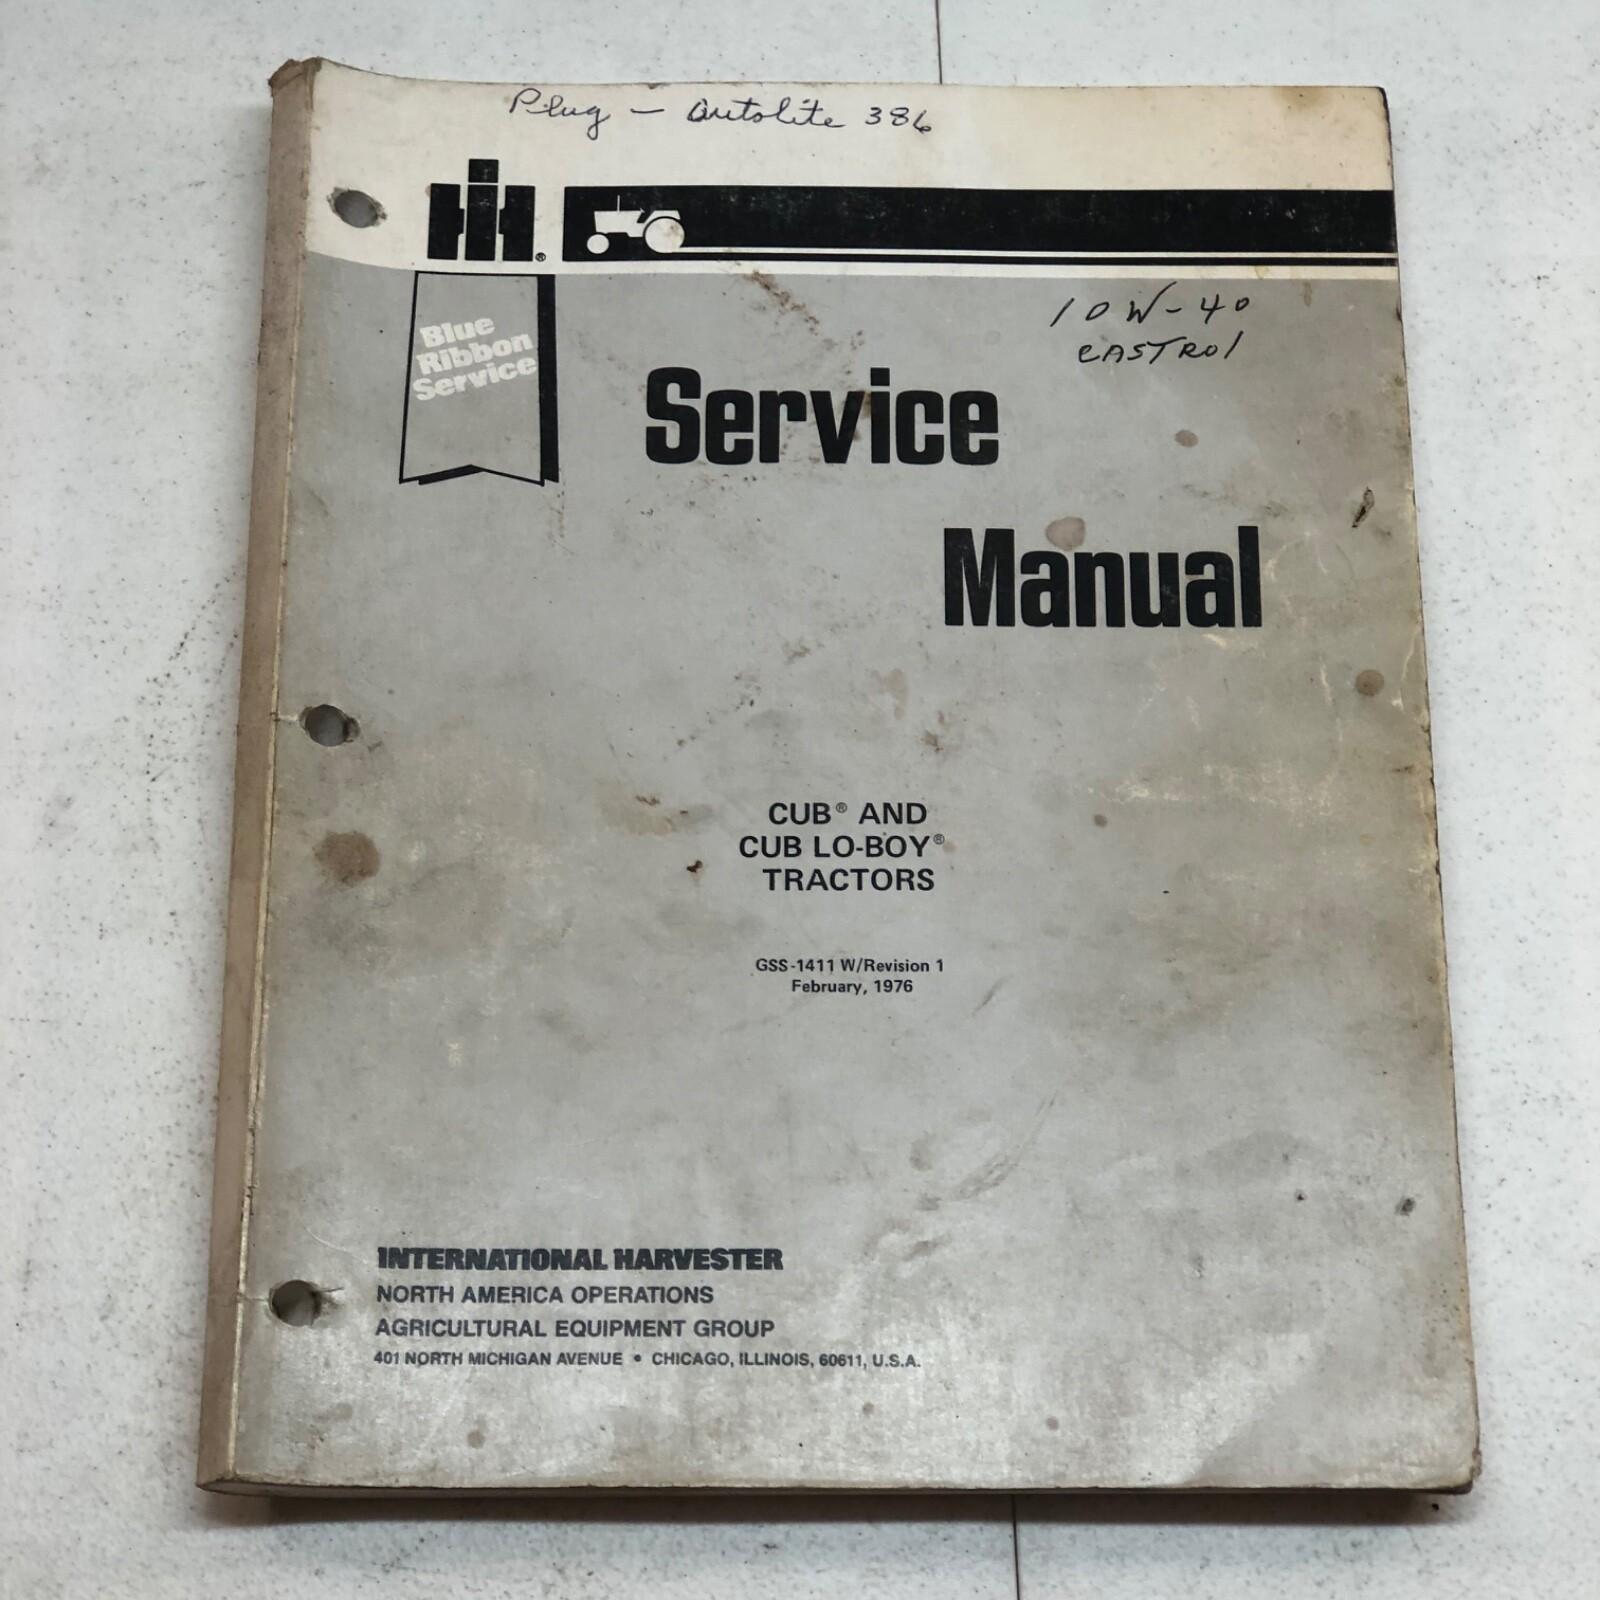 Plug - Autolite 386
IH®
Blue
Ribbon
Service
10W-40
CASTROl
Service
Manual
CUB® AND
CUB LO-BOY®
TRACTORS
GSS-1411 W/Revision 1
February, 1976
INTERNATIONAL HARVESTER
NORTH AMERICA OPERATIONS
AGRICULTURAL EQUIPMENT GROUP
401 NORTH MICHIGAN AVENUE • CHICAGO, ILLINOIS, 60611, U.S.A.